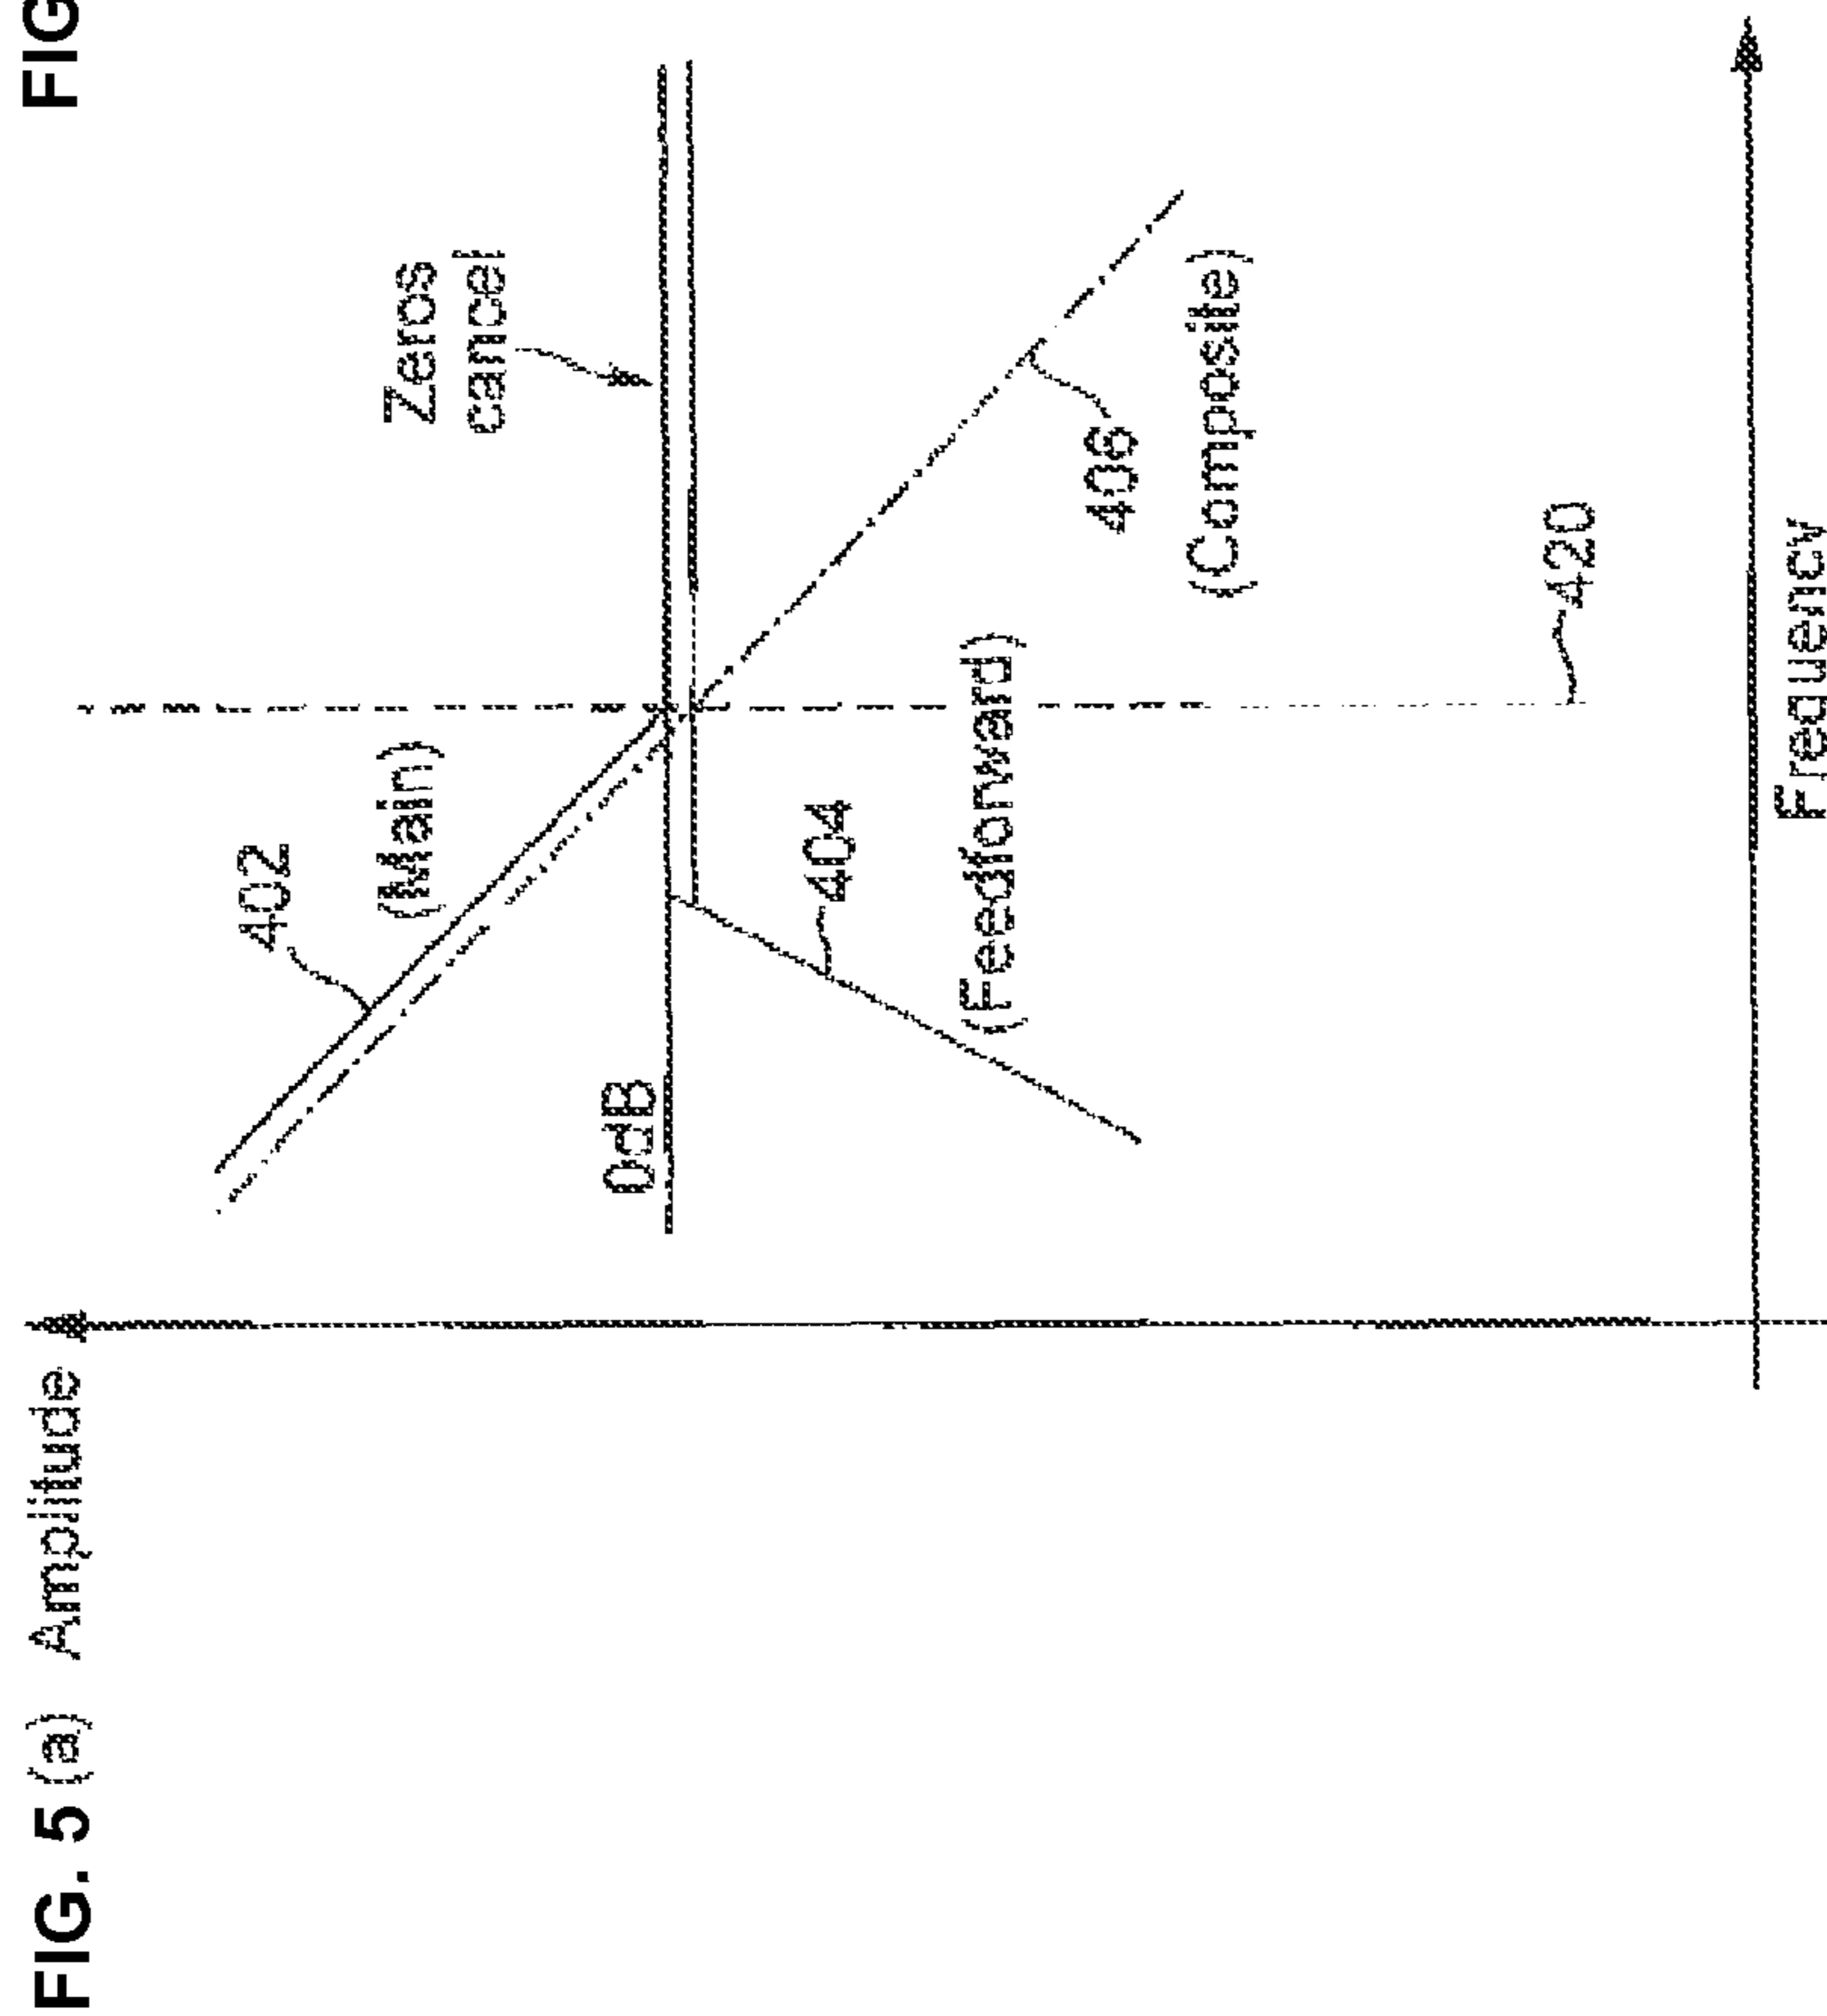 FIG. 5 (a)
Amplitude
FIG
402
(Main)
Zeros
cancel
0dB
404
(Feedforward)
406
(Composite)
420
Frequency